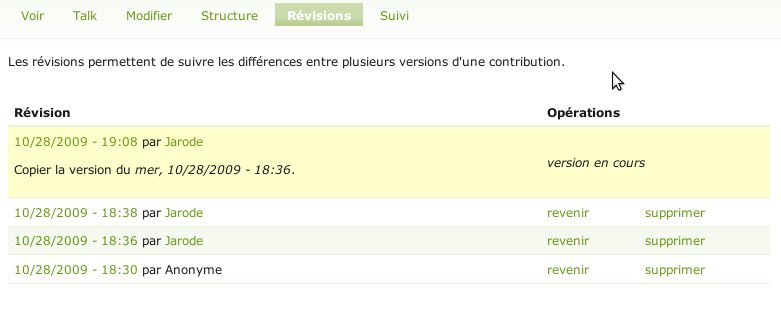 Voir Talk Modifier Structure Révisions Suivi
Les révisions permettent de suivre les différences entre plusieurs versions d'une contribution.
Révision Opérations
10/28/2009 - 19:08 par Jarode
Copier la version du mer, 10/28/2009 - 18:36.
version en cours
10/28/2009 - 18:38 par Jarode revenir supprimer
10/28/2009 - 18:36 par Jarode revenir supprimer
10/28/2009 - 18:30 par Anonyme revenir supprimer